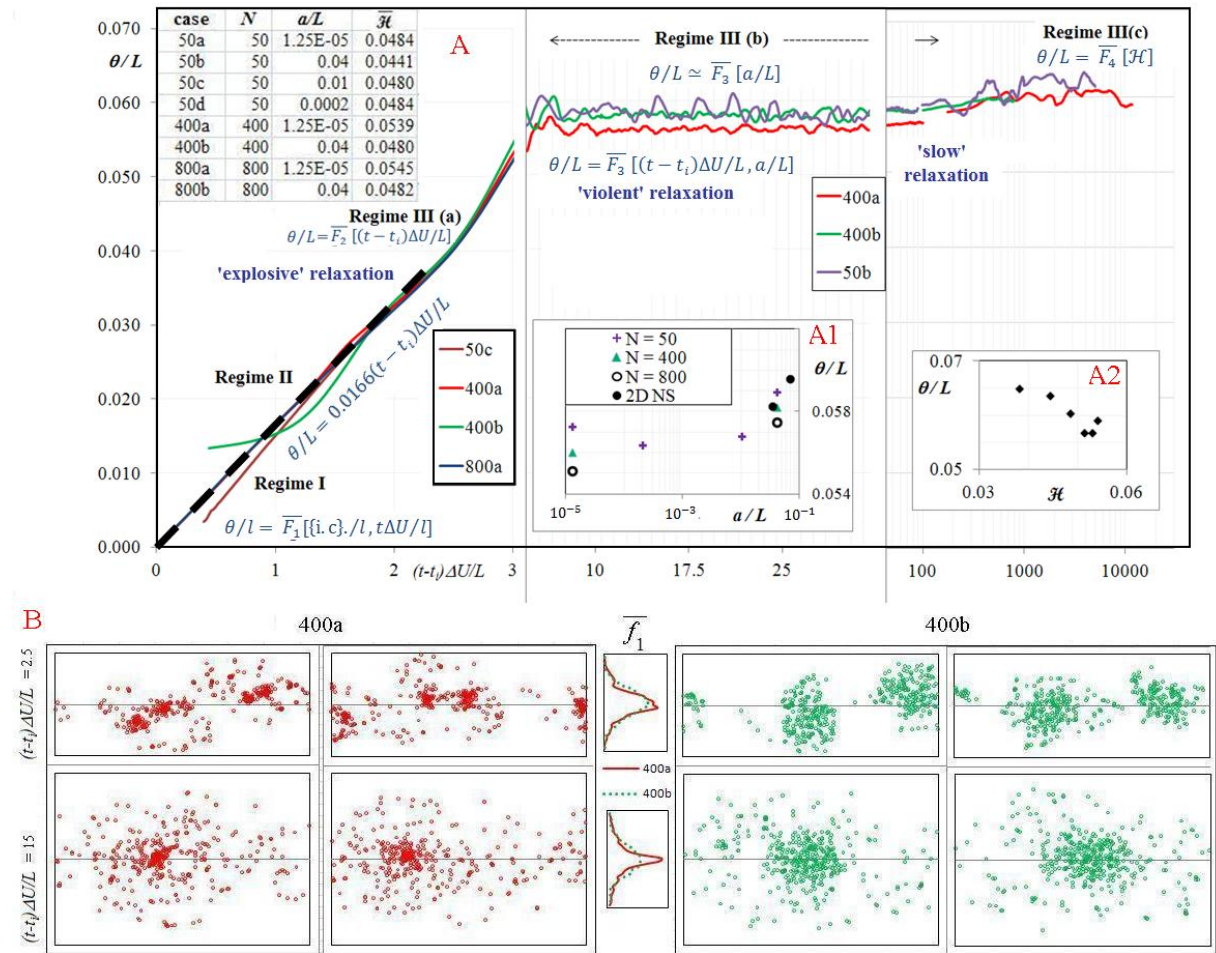 A
case N a/L ℋ̅
50a 50 1.25E-05 0.0484
50b 50 0.04 0.0441
50c 50 0.01 0.0480
50d 50 0.0002 0.0484
400a 400 1.25E-05 0.0539
400b 400 0.04 0.0480
800a 800 1.25E-05 0.0545
800b 800 0.04 0.0482
0.070
θ/L
0.060
0.050
0.040
0.030
0.020
0.010
0.000
Regime III (a)
θ/L=F̅₂ [(t − tᵢ)ΔU/L]
'explosive' relaxation
θ/L = 0.0166(t − tᵢ)ΔU/L
Regime II
Regime I
θ/l = F̅₁[{i.c}./l, tΔU/l]
50c
400a
400b
800a
0 1 (t-tᵢ)ΔU/L 2 3
Regime III (b)
θ/L ≃ F̅₃ [a/L]
θ/L = F̅₃ [(t − tᵢ)ΔU/L, a/L]
'violent' relaxation
400a
400b
50b
A1
N = 50
N = 400
N = 800
2D NS
θ/L
0.058
0.054
10⁻⁵ 10⁻³ a/L 10⁻¹
10 17.5 25
Regime III(c)
θ/L = F̅₄ [ℋ]
'slow'
relaxation
A2
0.07
θ/L
0.05
0.03 ℋ 0.06
100 1000 10000
B
400a f̅₁ 400b
(t-tᵢ)ΔU/L = 2.5
400a
400b
(t-tᵢ)ΔU/L = 15